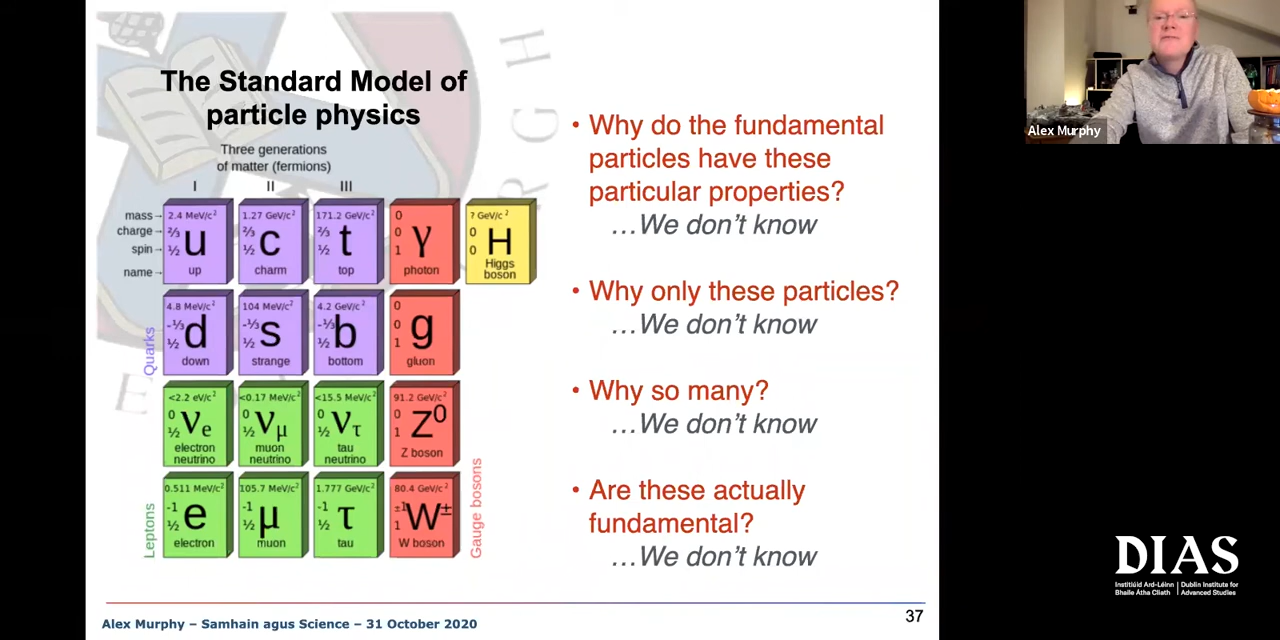 The Standard Model of
particle physics
Three generations
of matter (fermions)
I II III
mass→ 2.4 MeV/c² 1.27 GeV/c² 171.2 GeV/c² 0 ? GeV/c²
charge→ ⅔ ⅔ ⅔ 0 0
spin→ ½ ½ ½ 1 0
u c t γ H
name→ up charm top photon Higgs
boson
4.8 MeV/c² 104 MeV/c² 4.2 GeV/c² 0
-⅓ -⅓ -⅓ 0
½ ½ ½ 1
d s b g
down strange bottom gluon
Quarks
<2.2 eV/c² <0.17 MeV/c² <15.5 MeV/c² 91.2 GeV/c²
0 0 0 0
½ ½ ½ 1
νe νμ ντ Z⁰
electron muon tau Z boson
neutrino neutrino neutrino
0.511 MeV/c² 105.7 MeV/c² 1.777 GeV/c² 80.4 GeV/c²
-1 -1 -1 ±1
½ ½ ½ 1
e μ τ W±
electron muon tau W boson
Leptons
Gauge bosons
• Why do the fundamental
particles have these
particular properties?
…We don’t know
• Why only these particles?
…We don’t know
• Why so many?
…We don’t know
• Are these actually
fundamental?
…We don’t know
Alex Murphy – Samhain agus Science – 31 October 2020
37
Alex Murphy
DIAS
Institiúid Ard-Léinn | Dublin Institute for
Bhaile Átha Cliath | Advanced Studies